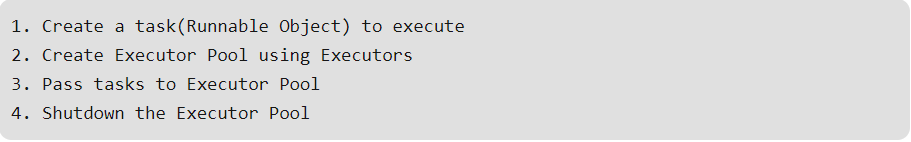 1. Create a task(Runnable Object) to execute
2. Create Executor Pool using Executors
3. Pass tasks to Executor Pool
4. Shutdown the Executor Pool